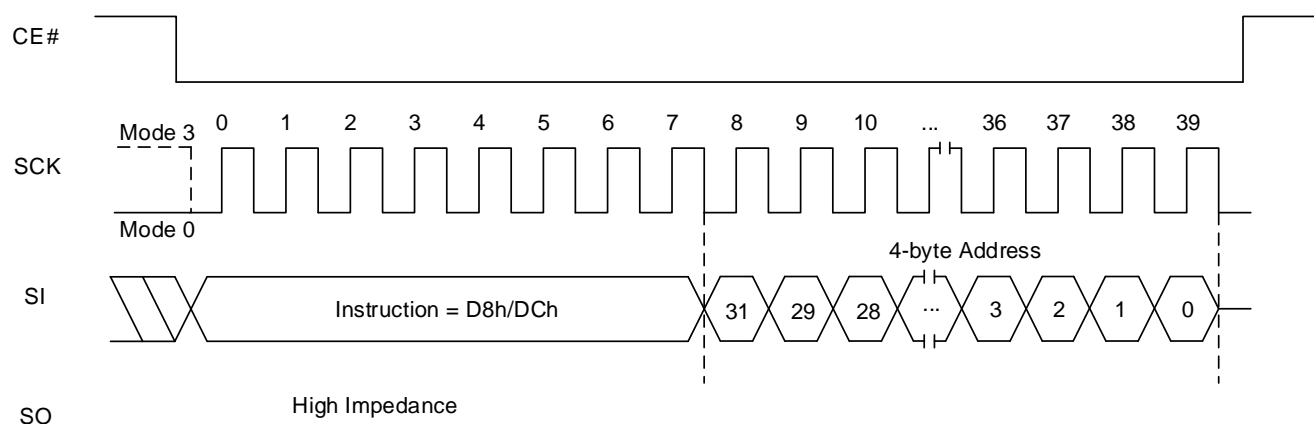 CE#
0 1 2 3 4 5 6 7 8 9 10 ... 36 37 38 39
Mode 3
SCK
Mode 0
4-byte Address
SI
Instruction = D8h/DCh 31 29 28 ... 3 2 1 0
High Impedance
SO